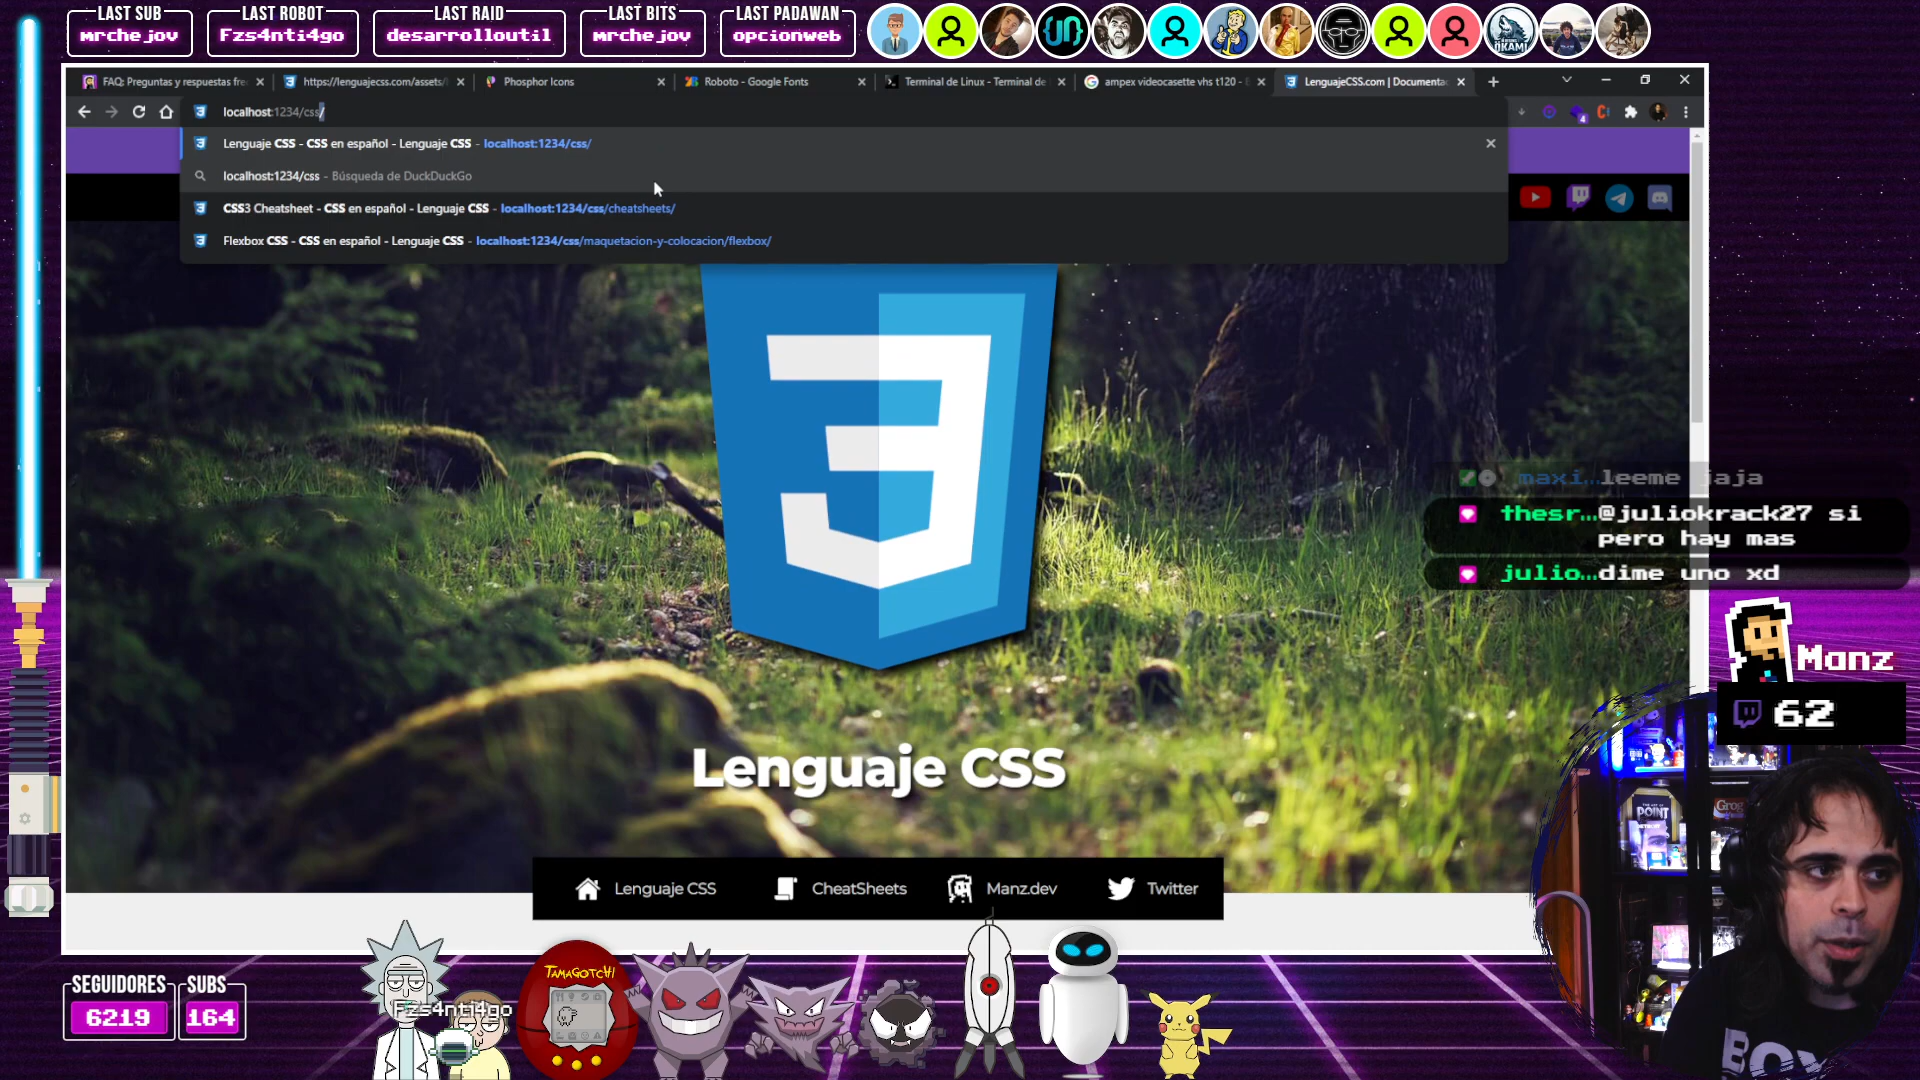 LAST SUB
mrchejov
LAST ROBOT
Fzs4nti4go
LAST RAID
desarrolloutil
LAST BITS
mrchejov
LAST PADAWAN
opcionweb
FAQ: Preguntas y respuestas fre
https://lenguajecss.com/assets/
Phosphor Icons
Roboto - Google Fonts
Terminal de Linux - Terminal de
ampex videocasette vhs t120 -
LenguajeCSS.com | Documenta
localhost:1234/css/
Lenguaje CSS - CSS en español - Lenguaje CSS - localhost:1234/css/
localhost:1234/css - Búsqueda de DuckDuckGo
CSS3 Cheatsheet - CSS en español - Lenguaje CSS - localhost:1234/css/cheatsheets/
Flexbox CSS - CSS en español - Lenguaje CSS - localhost:1234/css/maquetacion-y-colocacion/flexbox/
maxi...leeme jaja
thesr...@juliokrack27 si
pero hay mas
julio...dime uno xd
Manz
62
Lenguaje CSS
Lenguaje CSS
CheatSheets
Manz.dev
Twitter
SEGUIDORES
6219
SUBS
164
Fzs4nti4go
TAMAGOTCHI
POINT